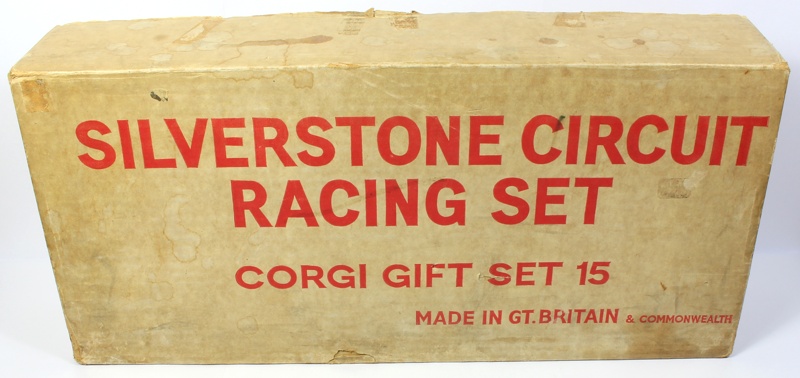 SILVERSTONE CIRCUIT
RACING SET
CORGI GIFT SET 15
MADE IN GT. BRITAIN & COMMONWEALTH